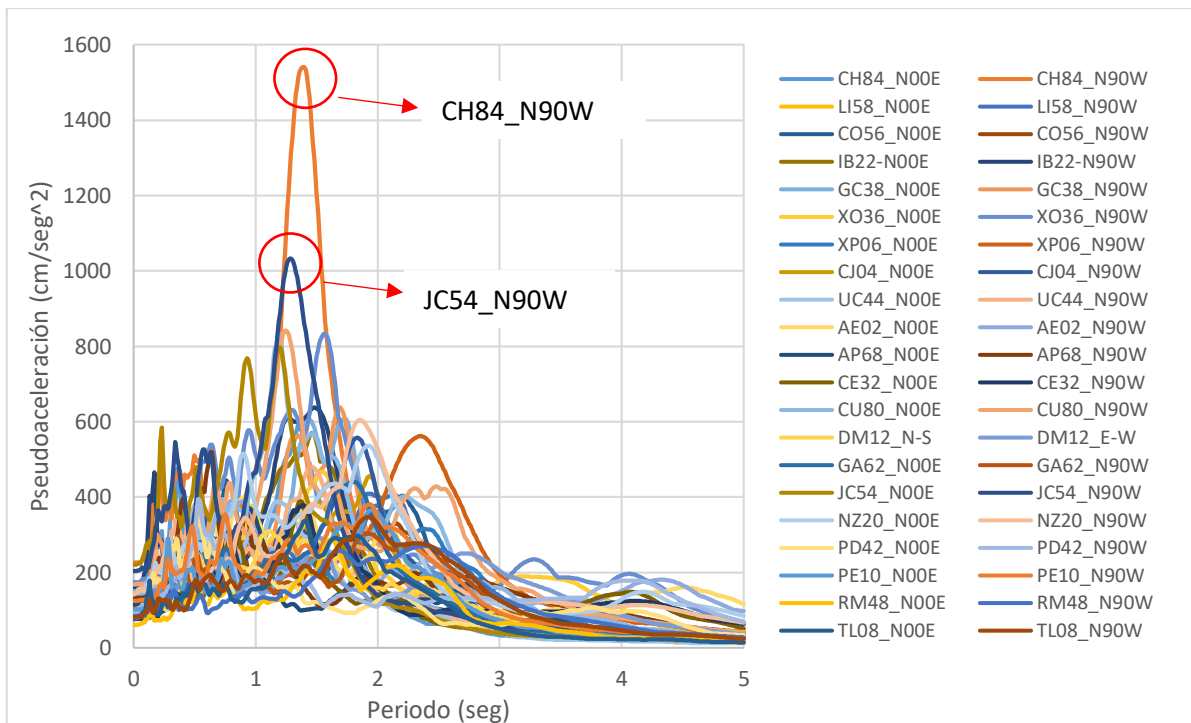 Pseudoaceleración (cm/seg^2)
1600
1400
1200
1000
800
600
400
200
0
0 1 2 3 4 5
Periodo (seg)
CH84_N90W
JC54_N90W
CH84_N00E CH84_N90W
LI58_N00E LI58_N90W
CO56_N00E CO56_N90W
IB22-N00E IB22-N90W
GC38_N00E GC38_N90W
XO36_N00E XO36_N90W
XP06_N00E XP06_N90W
CJ04_N00E CJ04_N90W
UC44_N00E UC44_N90W
AE02_N00E AE02_N90W
AP68_N00E AP68_N90W
CE32_N00E CE32_N90W
CU80_N00E CU80_N90W
DM12_N-S DM12_E-W
GA62_N00E GA62_N90W
JC54_N00E JC54_N90W
NZ20_N00E NZ20_N90W
PD42_N00E PD42_N90W
PE10_N00E PE10_N90W
RM48_N00E RM48_N90W
TL08_N00E TL08_N90W